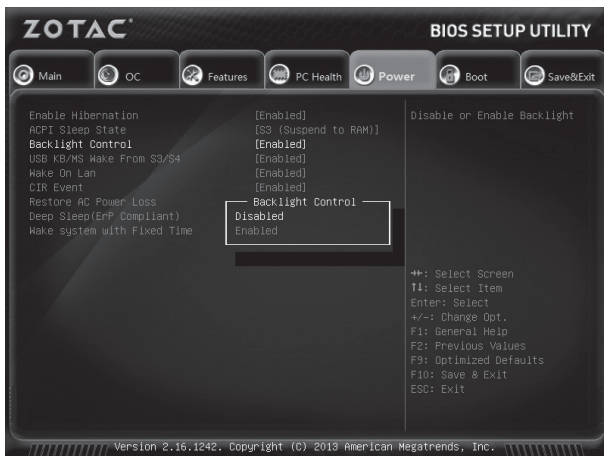 ZOTAC
BIOS SETUP UTILITY
Main OC Features PC Health Power Boot Save&Exit
Enable Hibernation [Enabled]
ACPI Sleep State [S3 (Suspend to RAM)]
Backlight Control [Enabled]
USB KB/MS Wake From S3/S4 [Enabled]
Wake On Lan [Enabled]
CIR Event [Enabled]
Restore AC Power Loss
Deep Sleep(ErP Compliant)
Wake system with Fixed Time
Backlight Control
Disabled
Enabled
Disable or Enable Backlight
→←: Select Screen
↑↓: Select Item
Enter: Select
+/-: Change Opt.
F1: General Help
F2: Previous Values
F9: Optimized Defaults
F10: Save & Exit
ESC: Exit
Version 2.16.1242. Copyright (C) 2013 American Megatrends, Inc.